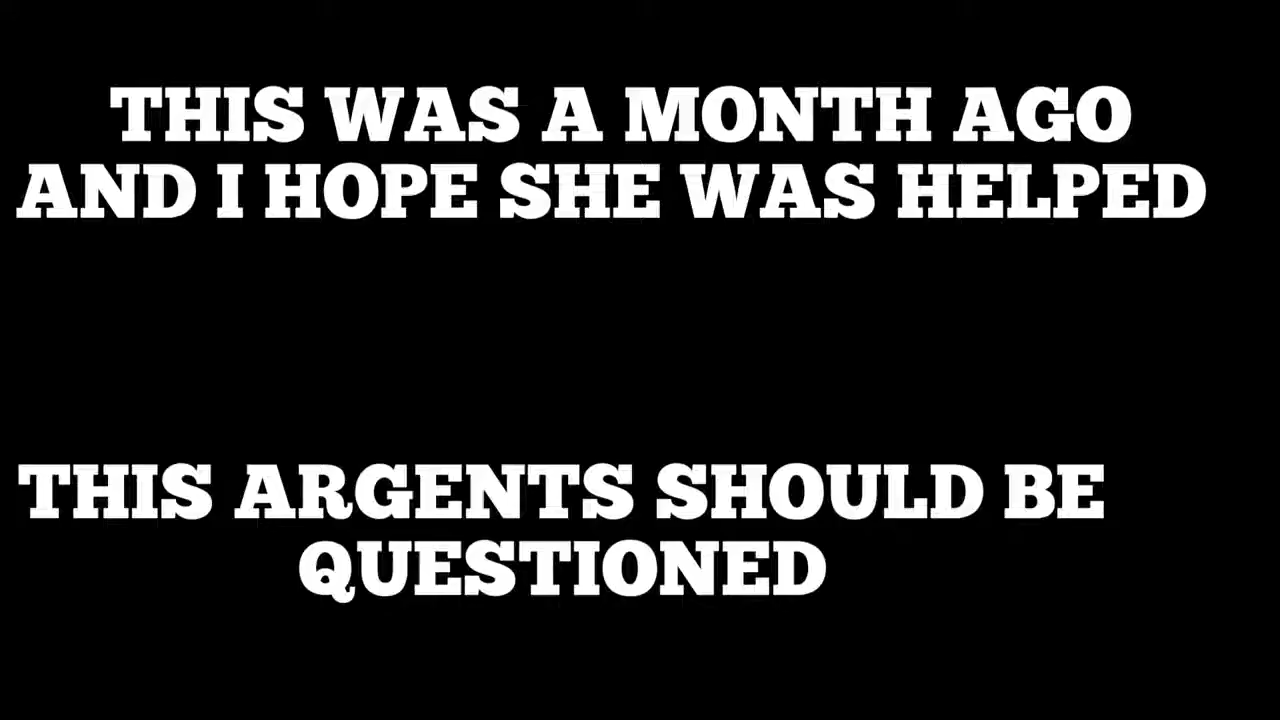 THIS WAS A MONTH AGO
AND I HOPE SHE WAS HELPED
THIS ARGENTS SHOULD BE
QUESTIONED